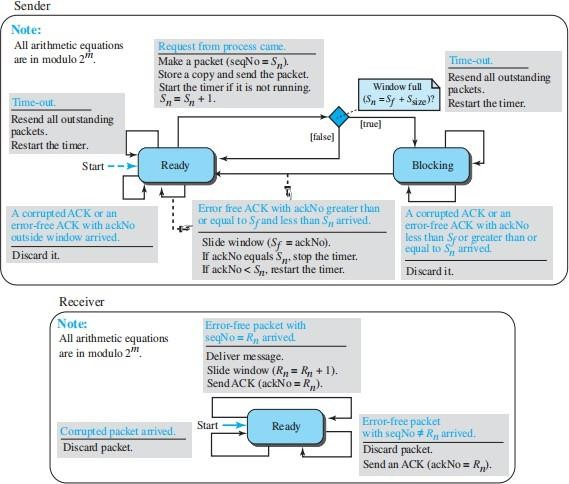 Sender
Note:
All arithmetic equations
are in modulo 2^m.
Request from process came.
Make a packet (seqNo = Sn).
Store a copy and send the packet.
Start the timer if it is not running.
Sn = Sn + 1.
Window full
(Sn = Sf + Ssize)?
Time-out.
Resend all outstanding
packets.
Restart the timer.
Time-out.
Resend all outstanding
packets.
Restart the timer.
[false]
[true]
Start
Ready
Blocking
A corrupted ACK or an
error-free ACK with ackNo
outside window arrived.
Discard it.
Error free ACK with ackNo greater than
or equal to Sf and less than Sn arrived.
Slide window (Sf = ackNo).
If ackNo equals Sn, stop the timer.
If ackNo < Sn, restart the timer.
A corrupted ACK or an
error-free ACK with ackNo
less than Sf or greater than or
equal to Sn arrived.
Discard it.
Receiver
Note:
All arithmetic equations
are in modulo 2^m.
Error-free packet with
seqNo = Rn arrived.
Deliver message.
Slide window (Rn = Rn + 1).
Send ACK (ackNo = Rn).
Corrupted packet arrived.
Discard packet.
Start
Ready
Error-free packet
with seqNo ≠ Rn arrived.
Discard packet.
Send an ACK (ackNo = Rn).